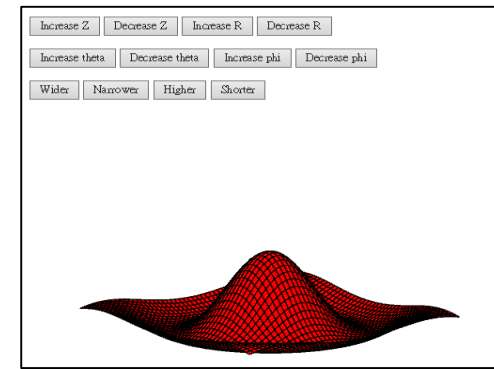 Increase Z Decrease Z Increase R Decrease R
Increase theta Decrease theta Increase phi Decrease phi
Wider Narrower Higher Shorter